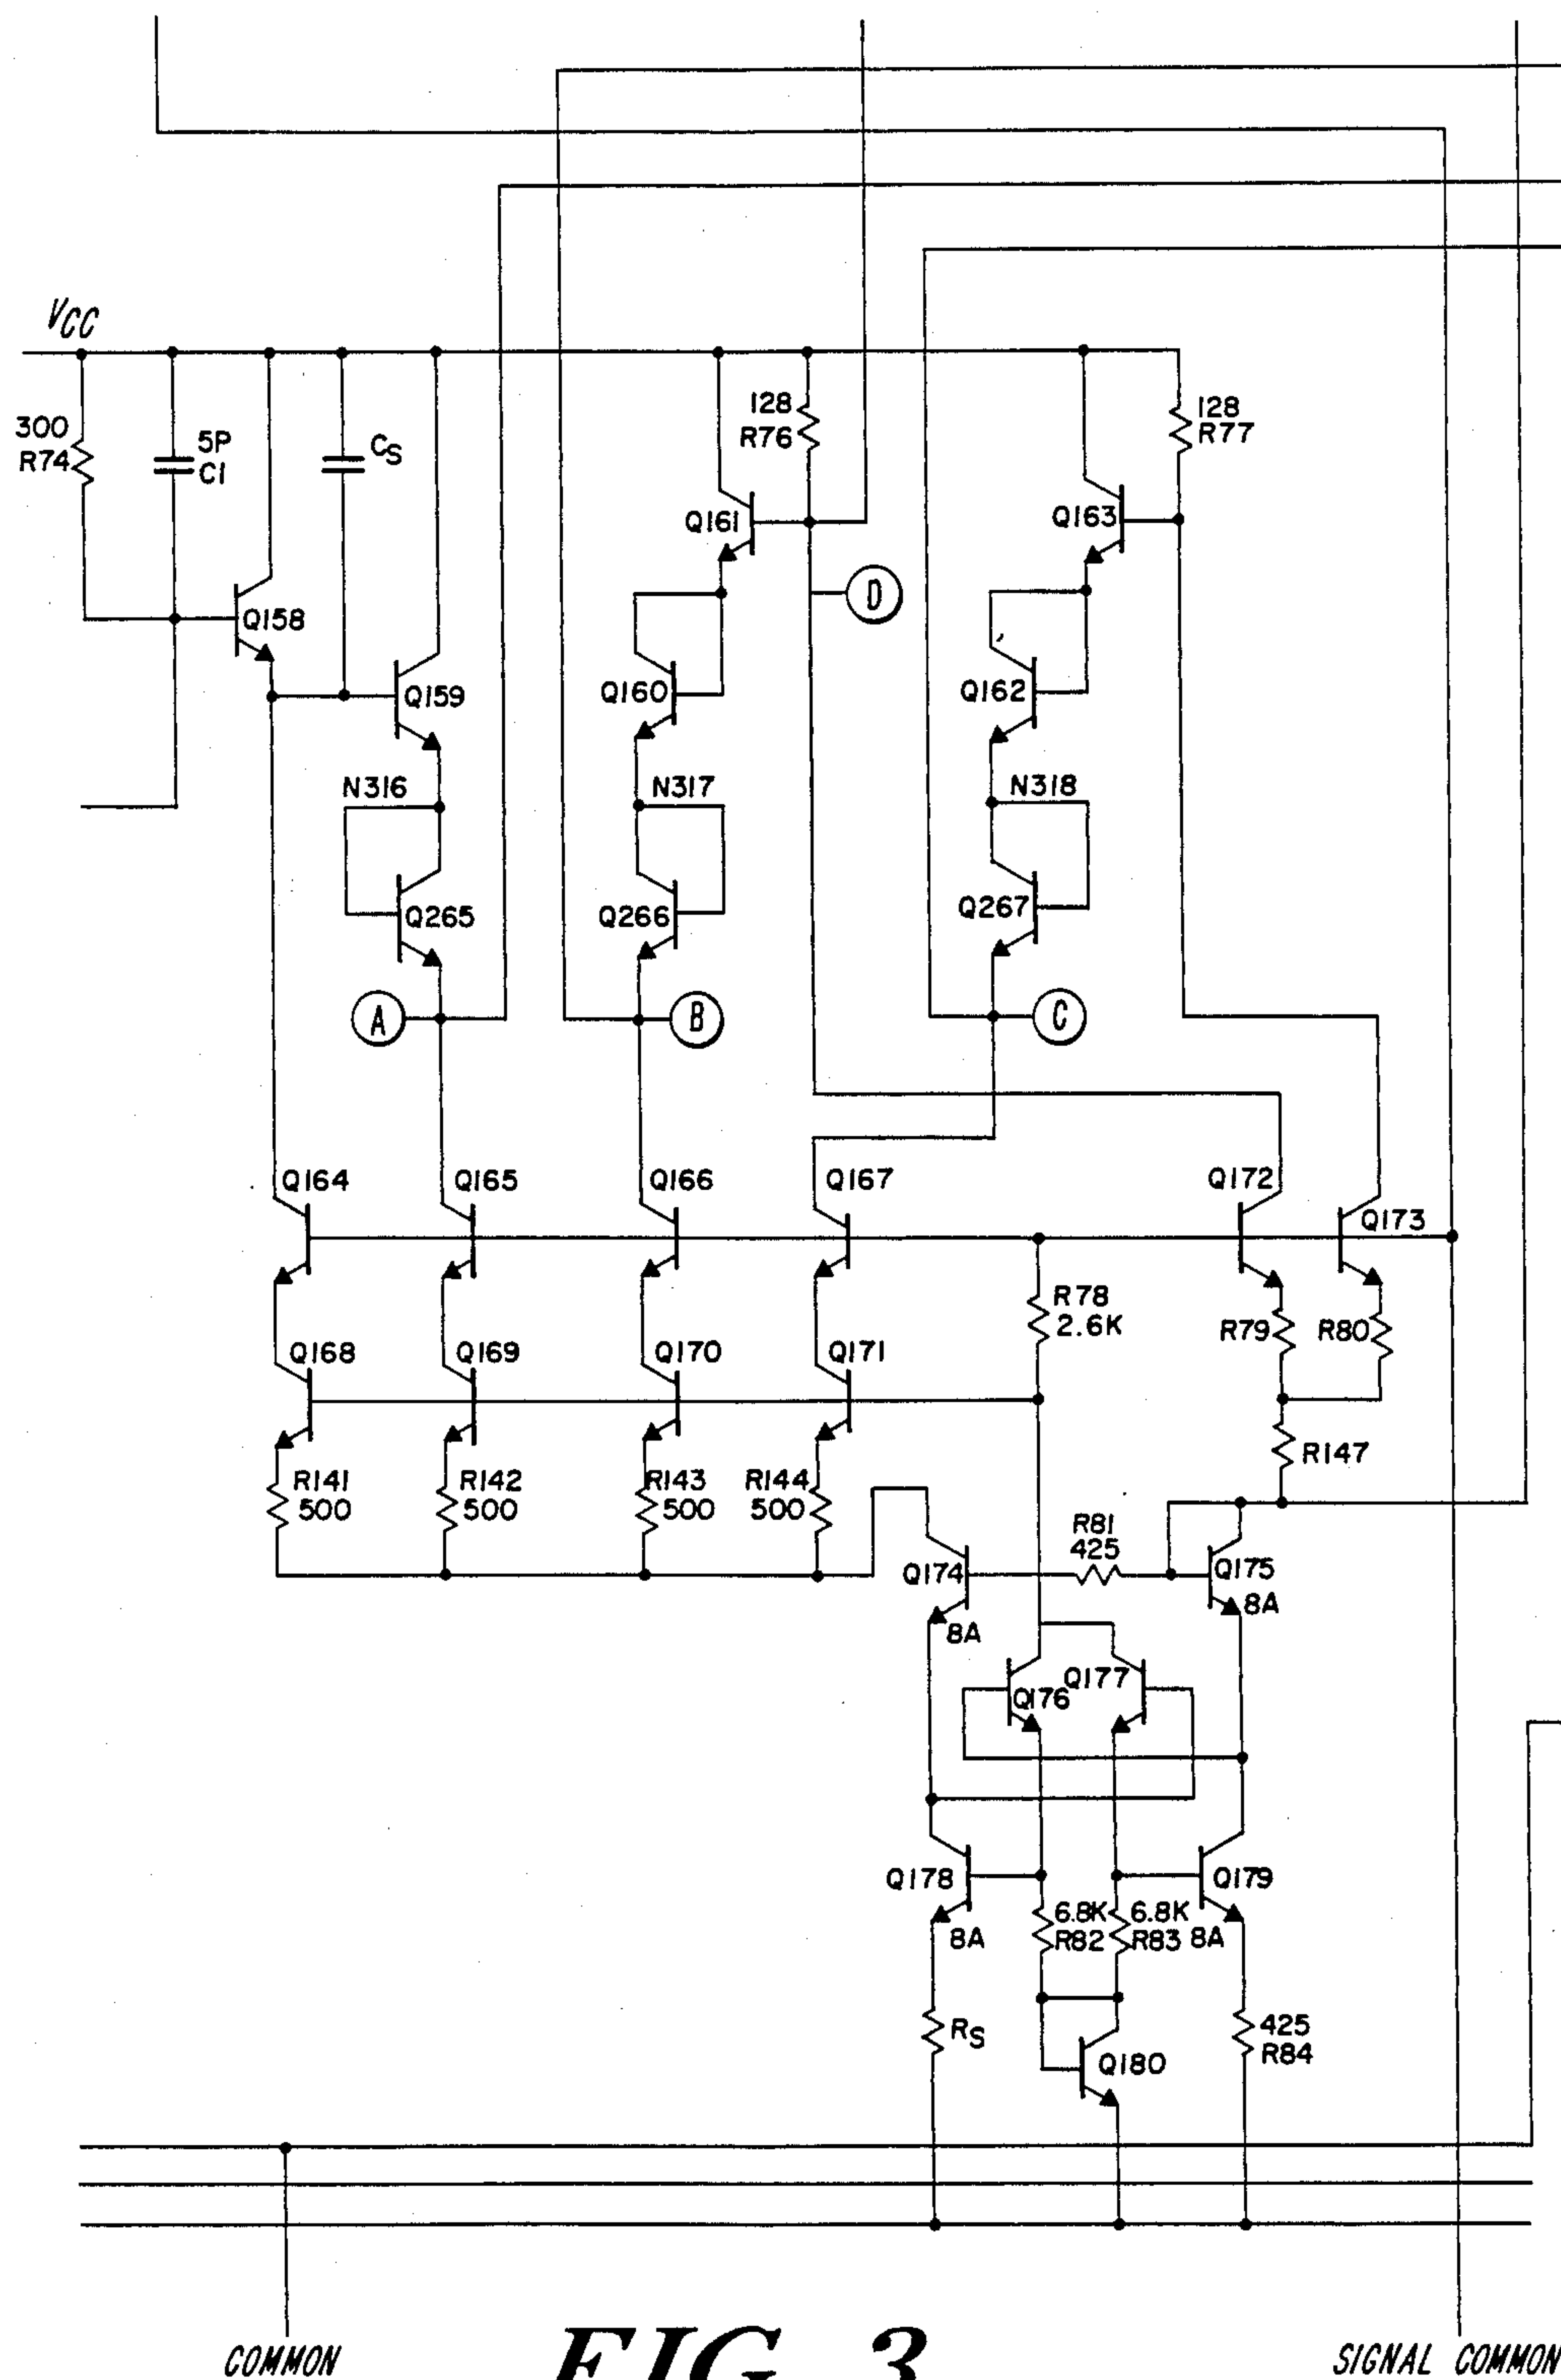 VCC
300
R74
5P
C1
CS
128
R76
128
R77
Q161
Q163
D
Q158
Q159
Q160
Q162
N316
N317
N318
Q265
Q266
Q267
A
B
C
Q164
Q165
Q166
Q167
Q172
Q173
R78
2.6K
R79
R80
Q168
Q169
Q170
Q171
R147
R141
500
R142
500
R143
500
R144
500
R81
425
Q174
8A
Q175
8A
Q176
Q177
Q178
8A
Q179
8A
6.8K
R82
6.8K
R83
RS
Q180
425
R84
COMMON
FIG. 3
SIGNAL COMMON